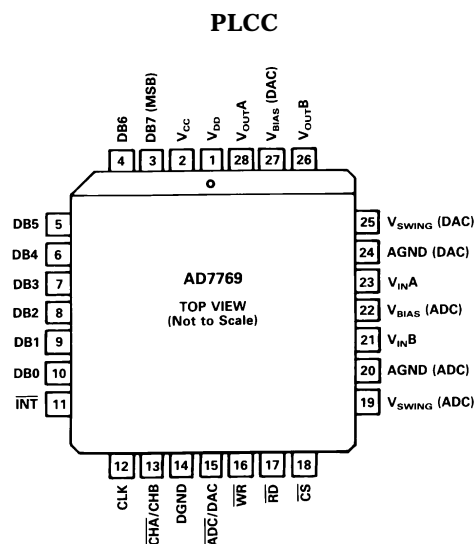 PLCC
DB6
DB7 (MSB)
VCC
VDD
VOUTA
VBIAS (DAC)
VOUTB
4 3 2 1 28 27 26
DB5 5
DB4 6
DB3 7
DB2 8
DB1 9
DB0 10
INT 11
AD7769
TOP VIEW
(Not to Scale)
25 VSWING (DAC)
24 AGND (DAC)
23 VINA
22 VBIAS (ADC)
21 VINB
20 AGND (ADC)
19 VSWING (ADC)
12 13 14 15 16 17 18
CLK
CHA/CHB
DGND
ADC/DAC
WR
RD
CS